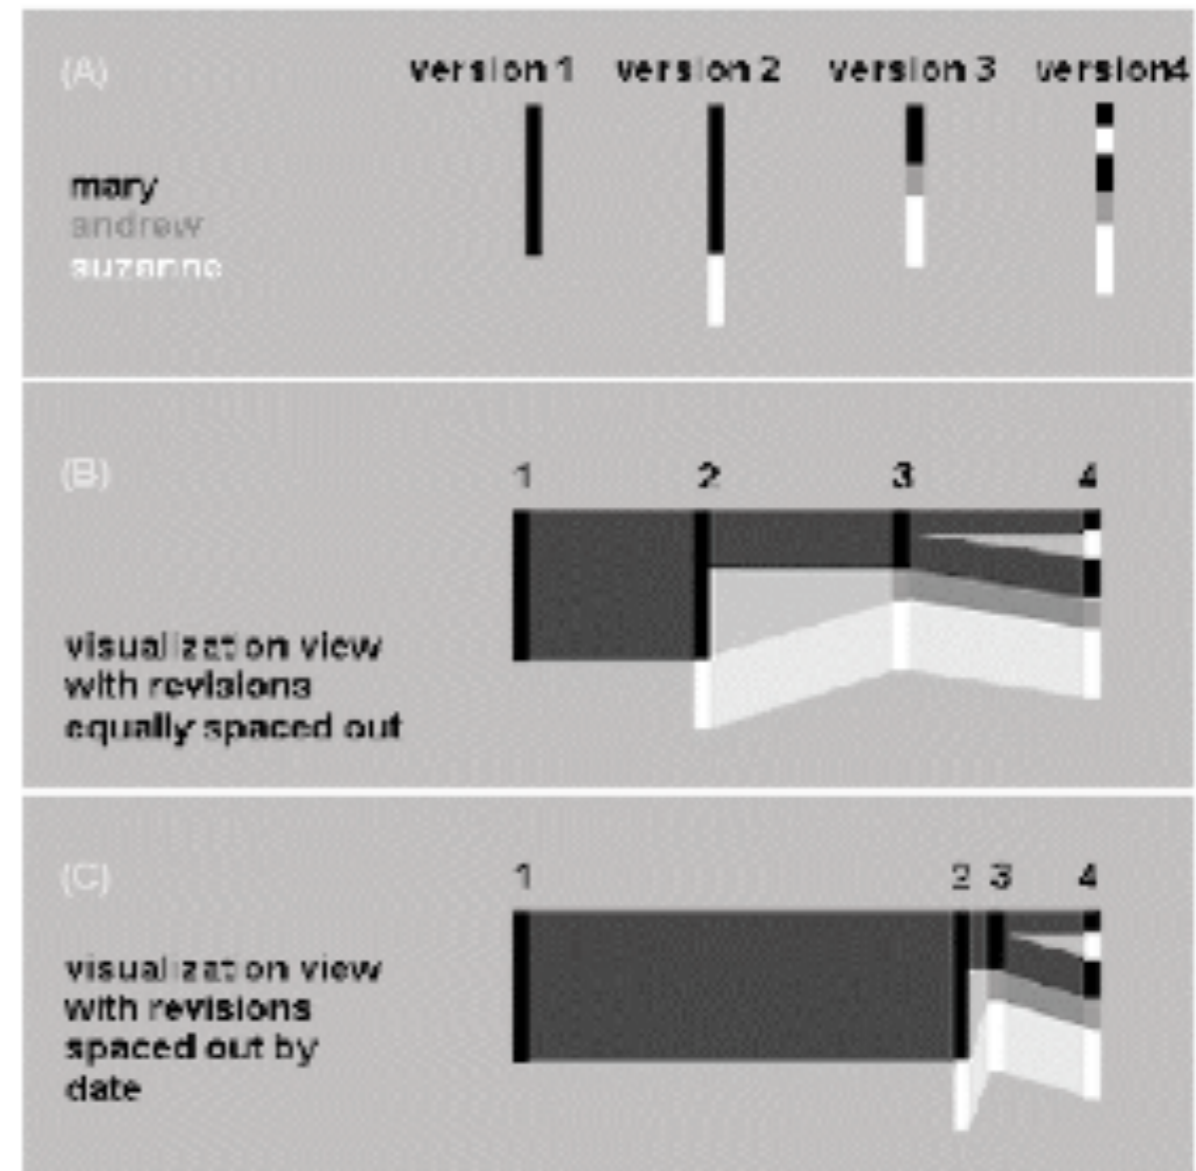 (A)
version 1 version 2 version 3 version4
mary
andrew
suzanne
(B)
1 2 3 4
visualization view
with revisions
equally spaced out
(C)
1 2 3 4
visualization view
with revisions
spaced out by
date